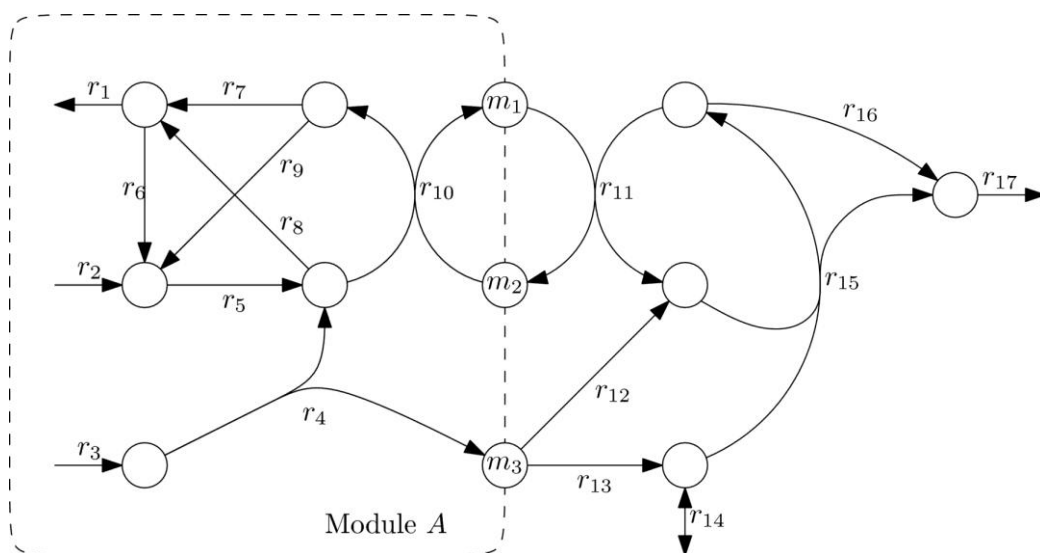 r₁
r₇
m₁
r₁₆
r₉
r₆
r₁₀
r₁₁
r₁₇
r₈
r₂
r₅
m₂
r₁₅
r₁₂
r₄
r₃
m₃
r₁₃
r₁₄
Module A